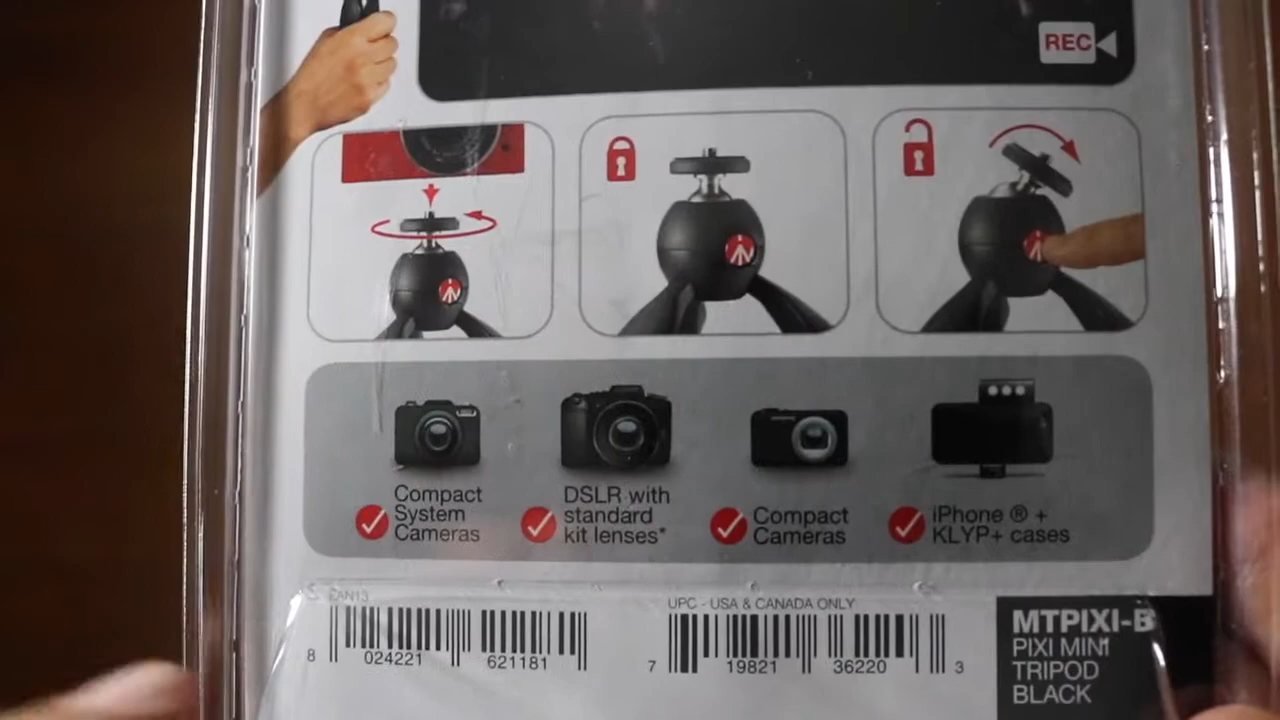 REC
Compact
System
Cameras
DSLR with
standard
kit lenses*
Compact
Cameras
iPhone ® +
KLYP+ cases
EAN13
8 024221 621181
UPC - USA & CANADA ONLY
7 19821 36220 3
MTPIXI-B
PIXI MINI
TRIPOD
BLACK